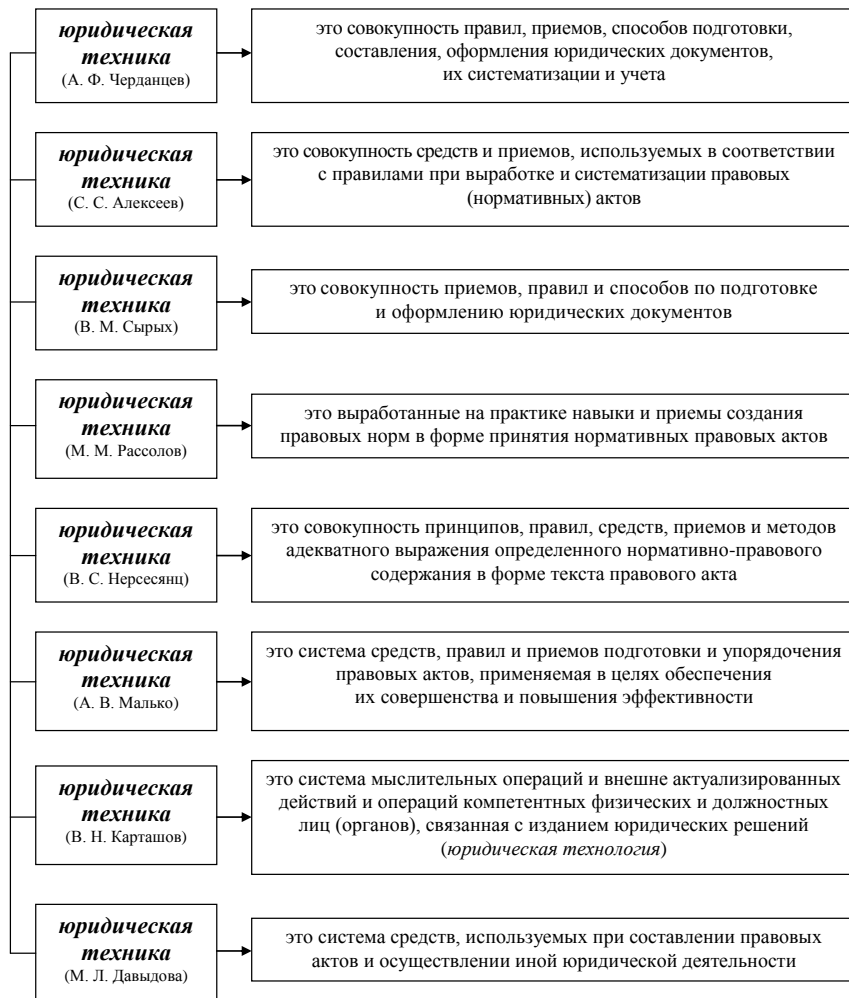 юридическая
техника
(А. Ф. Черданцев)
это совокупность правил, приемов, способов подготовки,
составления, оформления юридических документов,
их систематизации и учета
юридическая
техника
(С. С. Алексеев)
это совокупность средств и приемов, используемых в соответствии
с правилами при выработке и систематизации правовых
(нормативных) актов
юридическая
техника
(В. М. Сырых)
это совокупность приемов, правил и способов по подготовке
и оформлению юридических документов
юридическая
техника
(М. М. Рассолов)
это выработанные на практике навыки и приемы создания
правовых норм в форме принятия нормативных правовых актов
юридическая
техника
(В. С. Нерсесянц)
это совокупность принципов, правил, средств, приемов и методов
адекватного выражения определенного нормативно-правового
содержания в форме текста правового акта
юридическая
техника
(А. В. Малько)
это система средств, правил и приемов подготовки и упорядочения
правовых актов, применяемая в целях обеспечения
их совершенства и повышения эффективности
юридическая
техника
(В. Н. Карташов)
это система мыслительных операций и внешне актуализированных
действий и операций компетентных физических и должностных
лиц (органов), связанная с изданием юридических решений
(юридическая технология)
юридическая
техника
(М. Л. Давыдова)
это система средств, используемых при составлении правовых
актов и осуществлении иной юридической деятельности